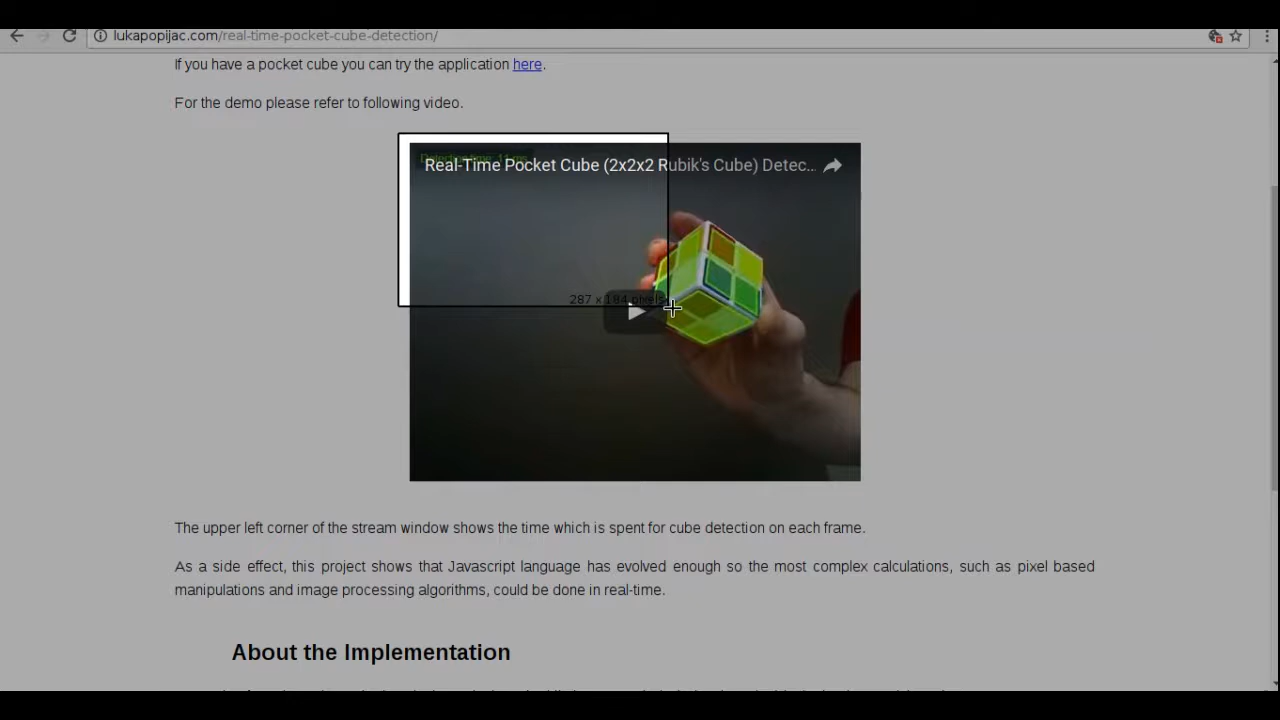 lukapopijac.com/real-time-pocket-cube-detection/
If you have a pocket cube you can try the application here.
For the demo please refer to following video.
Detection time: 11 ms
Real-Time Pocket Cube (2x2x2 Rubik's Cube) Detec...
287 x 184 pixels
The upper left corner of the stream window shows the time which is spent for cube detection on each frame.
As a side effect, this project shows that Javascript language has evolved enough so the most complex calculations, such as pixel based
manipulations and image processing algorithms, could be done in real-time.
About the Implementation